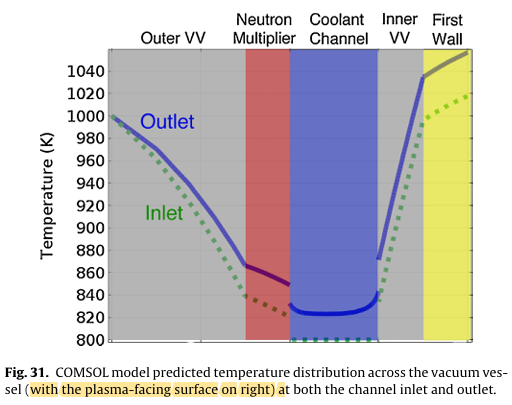 Outer VV
Neutron
Multiplier
Coolant
Channel
Inner
VV
First
Wall
Temperature (K)
1040
1020
1000
980
960
940
920
900
880
860
840
820
800
Outlet
Inlet
Fig. 31. COMSOL model predicted temperature distribution across the vacuum ves-
sel (with the plasma-facing surface on right) at both the channel inlet and outlet.